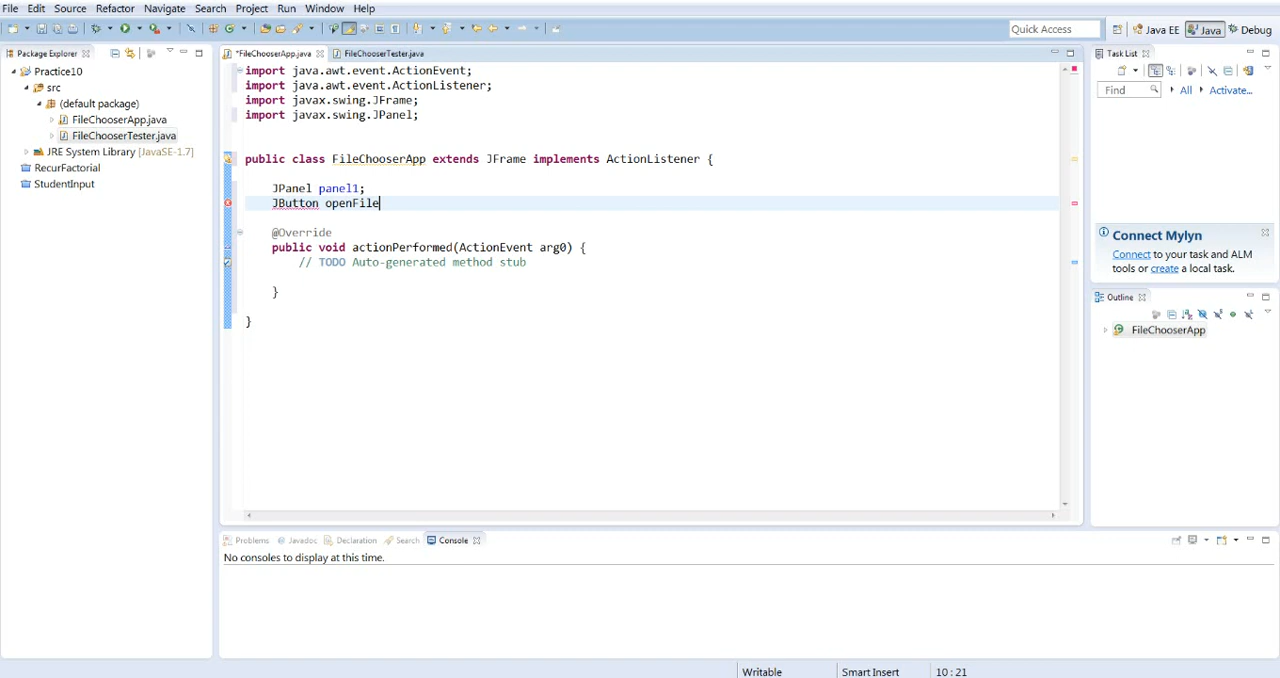 File Edit Source Refactor Navigate Search Project Run Window Help
Quick Access Java EE Java Debug
Package Explorer
Practice10
src
(default package)
FileChooserApp.java
FileChooserTester.java
JRE System Library [JavaSE-1.7]
RecurFactorial
StudentInput
*FileChooserApp.java FileChooserTester.java
import java.awt.event.ActionEvent;
import java.awt.event.ActionListener;
import javax.swing.JFrame;
import javax.swing.JPanel;
public class FileChooserApp extends JFrame implements ActionListener {
JPanel panel1;
JButton openFile
@Override
public void actionPerformed(ActionEvent arg0) {
// TODO Auto-generated method stub
}
}
Task List
Find All Activate...
Connect Mylyn
Connect to your task and ALM
tools or create a local task.
Outline
FileChooserApp
Problems Javadoc Declaration Search Console
No consoles to display at this time.
Writable Smart Insert 10 : 21